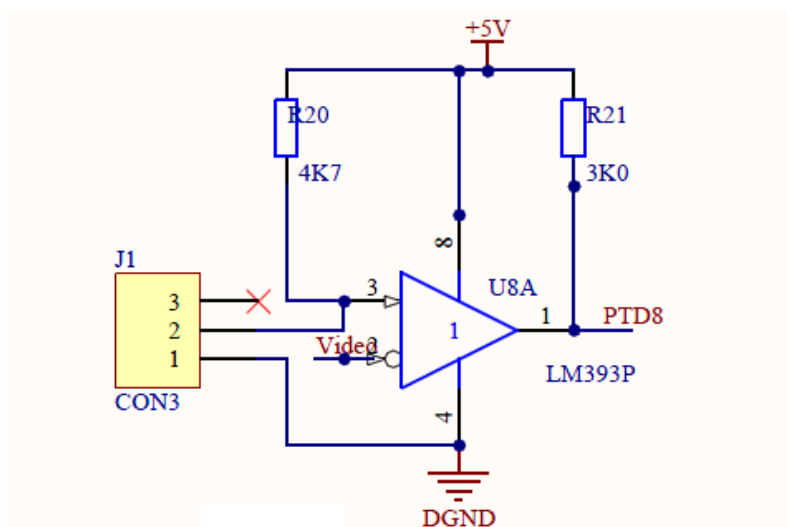 +5V
R20
R21
4K7
3K0
8
J1
3
3
U8A
2
1
1
PTD8
Video
2
1
LM393P
CON3
4
DGND